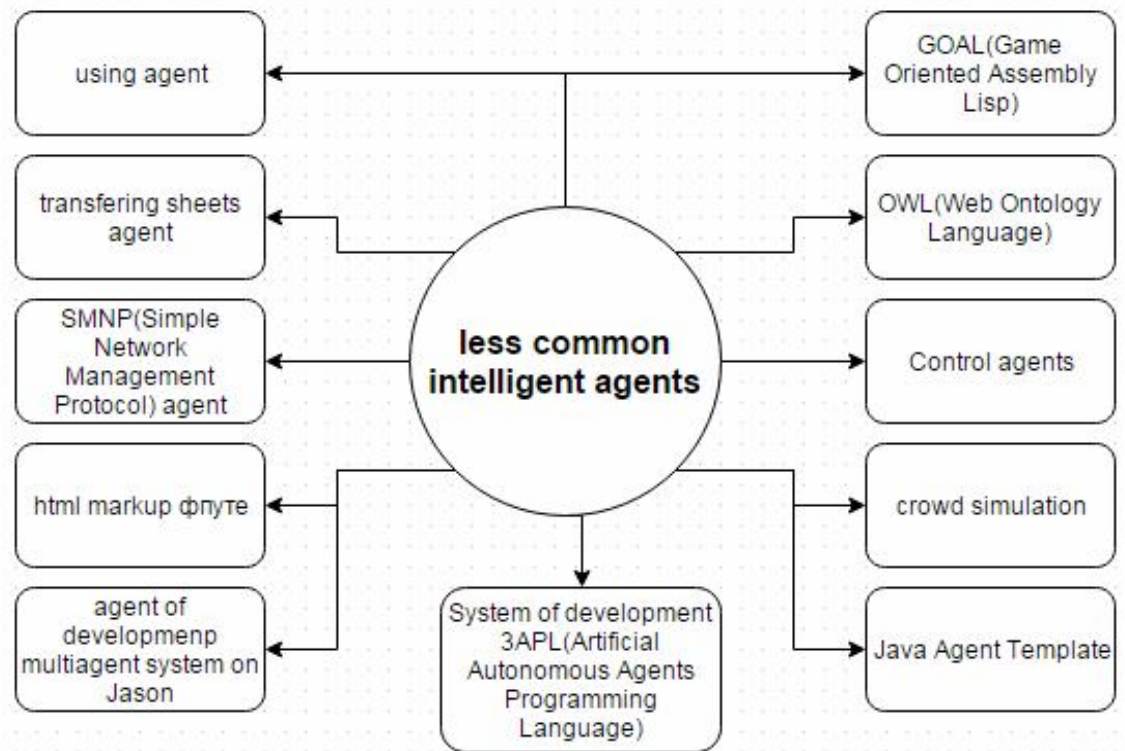 using agent
GOAL(Game
Oriented Assembly
Lisp)
transfering sheets
agent
OWL(Web Ontology
Language)
SMNP(Simple
Network
Management
Protocol) agent
less common
intelligent agents
Control agents
html markup фпуте
crowd simulation
agent of
developmenp
multiagent system on
Jason
System of development
3APL(Artificial
Autonomous Agents
Programming
Language)
Java Agent Template